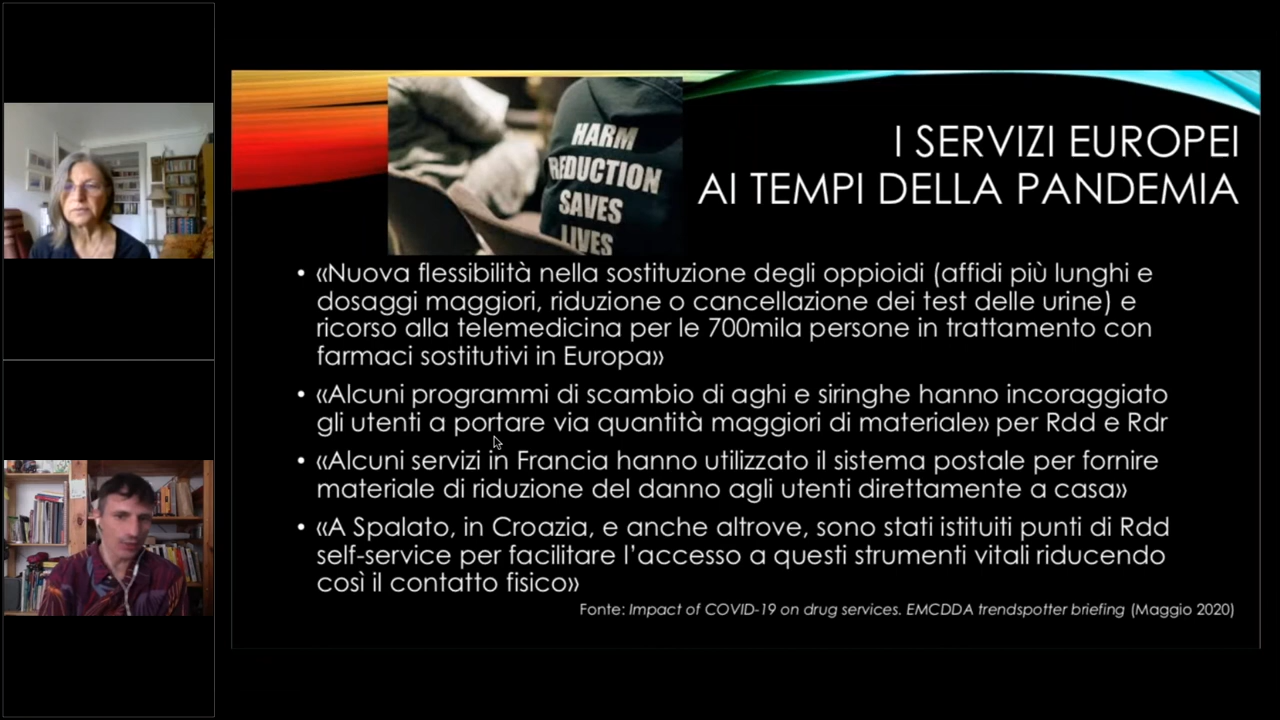 HARM
REDUCTION
SAVES
LIVES
I SERVIZI EUROPEI
AI TEMPI DELLA PANDEMIA
• «Nuova flessibilità nella sostituzione degli oppioidi (affidi più lunghi e
dosaggi maggiori, riduzione o cancellazione dei test delle urine) e
ricorso alla telemedicina per le 700mila persone in trattamento con
farmaci sostitutivi in Europa»
• «Alcuni programmi di scambio di aghi e siringhe hanno incoraggiato
gli utenti a portare via quantità maggiori di materiale» per Rdd e Rdr
• «Alcuni servizi in Francia hanno utilizzato il sistema postale per fornire
materiale di riduzione del danno agli utenti direttamente a casa»
• «A Spalato, in Croazia, e anche altrove, sono stati istituiti punti di Rdd
self-service per facilitare l'accesso a questi strumenti vitali riducendo
così il contatto fisico»
Fonte: Impact of COVID-19 on drug services. EMCDDA trendspotter briefing (Maggio 2020)